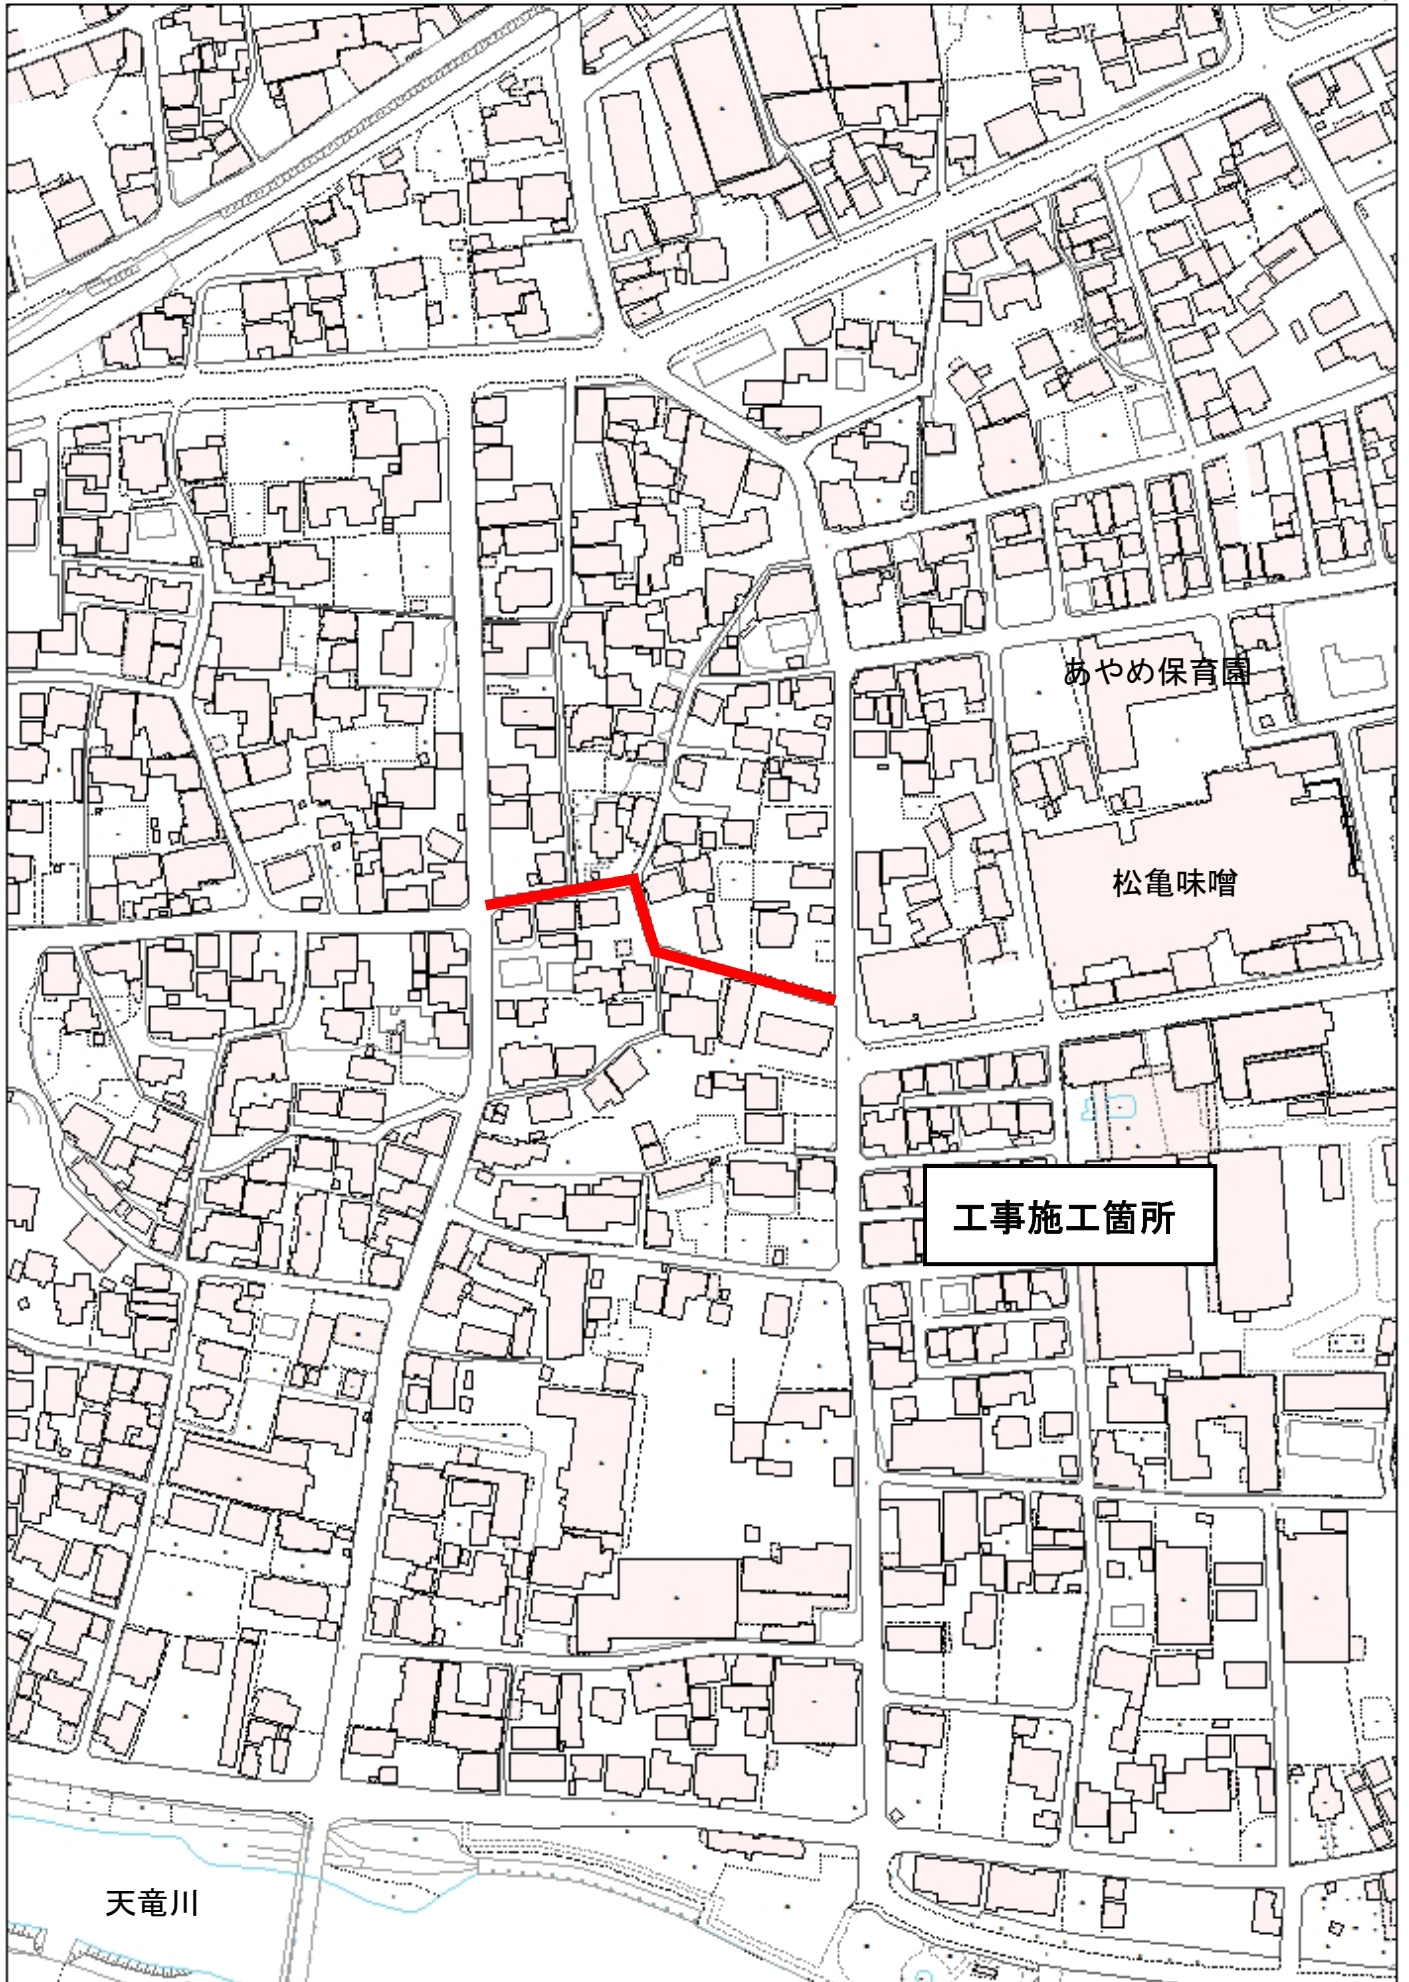 あやめ保育園
松亀味噌
工事施工箇所
天竜川